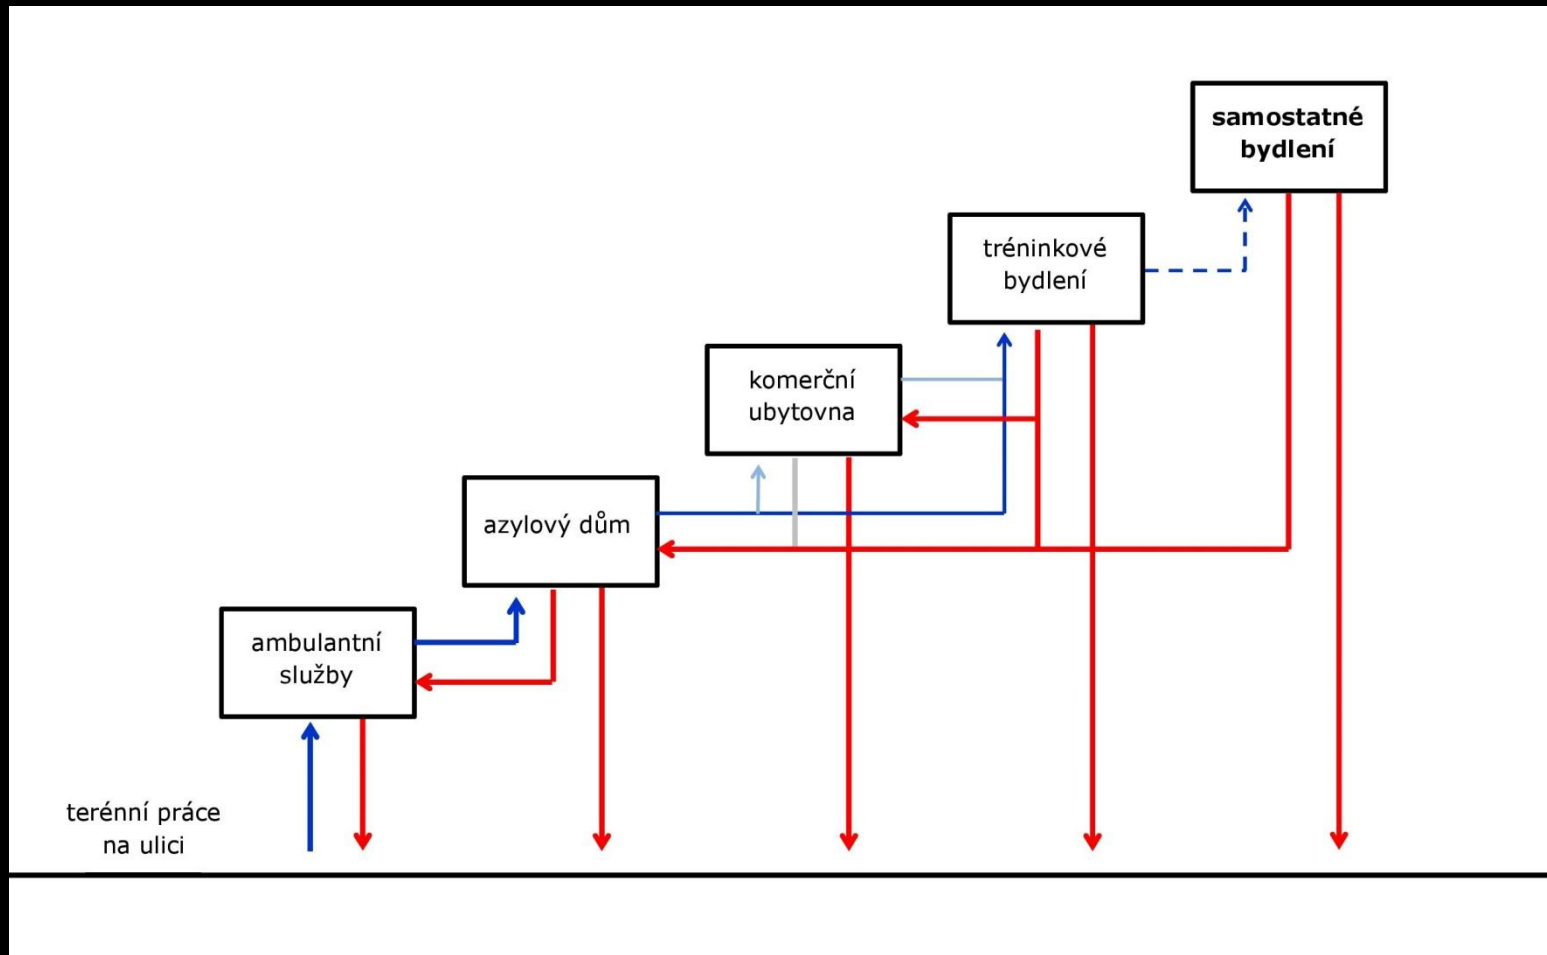 samostatné
bydlení
tréninkové
bydlení
komerční
ubytovna
azylový dům
ambulantní
služby
terénní práce
na ulici